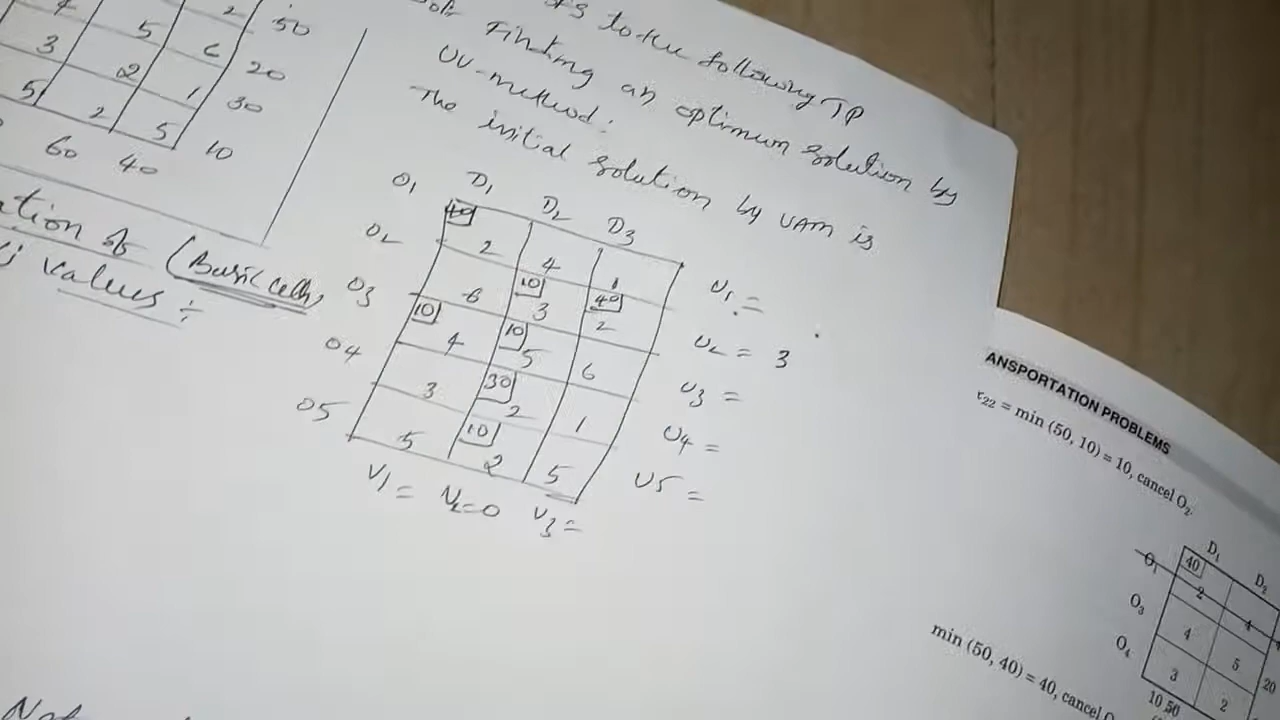 to the following TP
Finding an optimum solution by
UV-method:
The initial solution by VAM is
2 50
5 6 20
3 2 1 30
5 2 5 10
60 40
(Basic cells)
values ÷
D1 D2 D3
O1 40 2 4 1 U1 =
O2 6 10 3 40 2 U2 = 3
O3 10 4 10 5 6 U3 =
O4 3 30 2 1 U4 =
O5 5 10 2 5 U5 =
V1 = V2=0 V3 =
ANSPORTATION PROBLEMS
x22 = min (50, 10) = 10, cancel O2.
D1 D2
O1 40 2 4
O3 4 5 20
O4 3 2
10 50
min (50, 40) = 40, cancel O